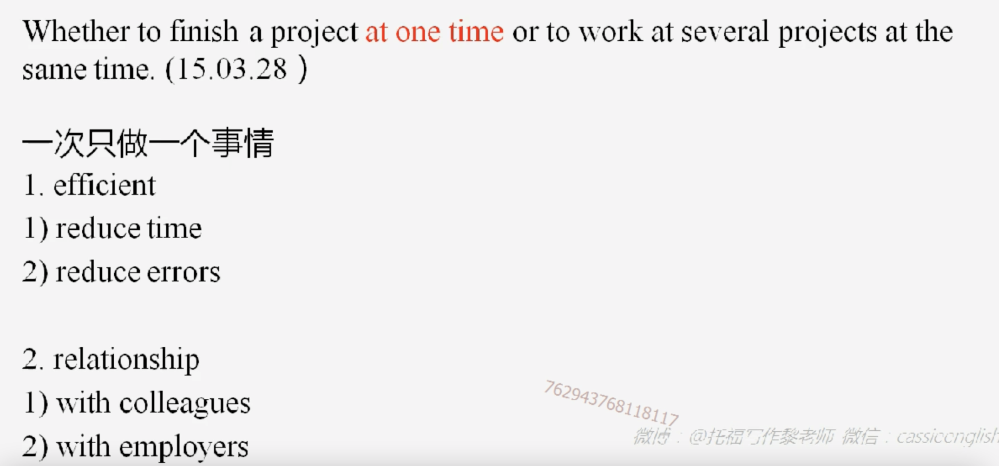 Whether to finish a project at one time or to work at several projects at the
same time. (15.03.28 )
一次只做一个事情
1. efficient
1) reduce time
2) reduce errors
2. relationship
1) with colleagues
2) with employers
762943768118117
微博：@托福写作黎老师 微信：